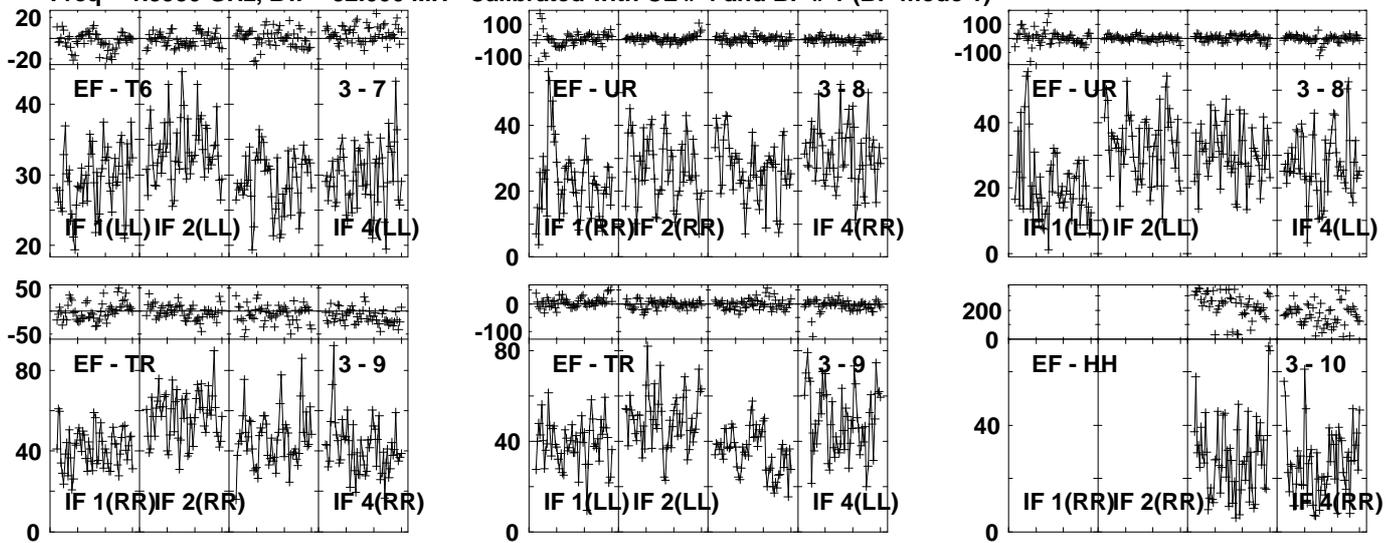 20
-20
EF - T6 3 - 7
40
30
20
IF 1(LL) IF 2(LL) IF 4(LL)
100
-100
EF - UR 3 - 8
40
20
0
IF 1(RR) IF 2(RR) IF 4(RR)
100
-100
EF - UR 3 - 8
40
20
0
IF 1(LL) IF 2(LL) IF 4(LL)
50
-50
EF - TR 3 - 9
80
40
0
IF 1(RR) IF 2(RR) IF 4(RR)
0
-100
EF - TR 3 - 9
80
40
0
IF 1(LL) IF 2(LL) IF 4(LL)
200
0
EF - HH 3 - 10
40
0
IF 1(RR) IF 2(RR) IF 4(RR)